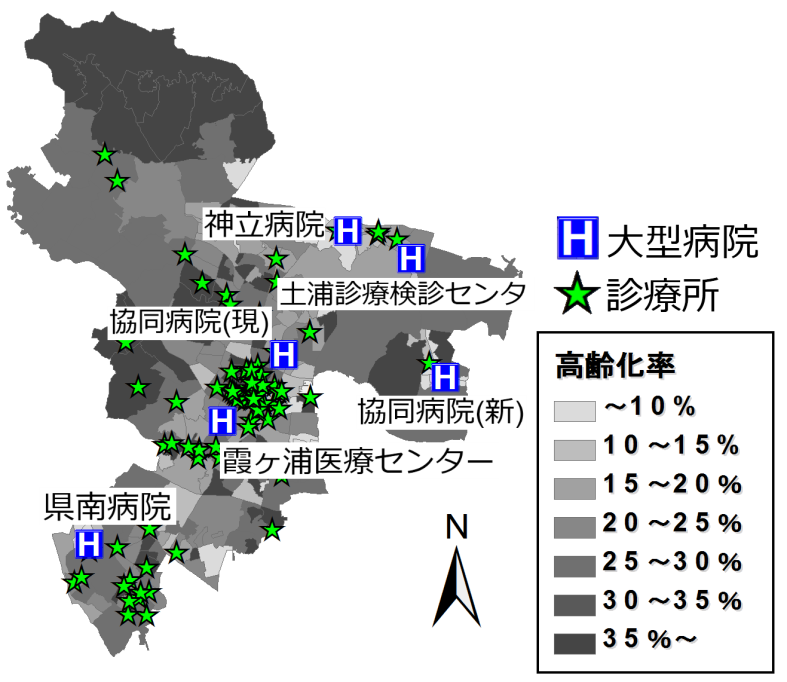 神立病院
H
H
H 大型病院
土浦診療検診センタ
診療所
協同病院(現)
H
高齢化率
H
～10%
協同病院(新)
H
10～15%
霞ヶ浦医療センター
15～20%
県南病院
20～25%
N
H
25～30%
30～35%
35%～